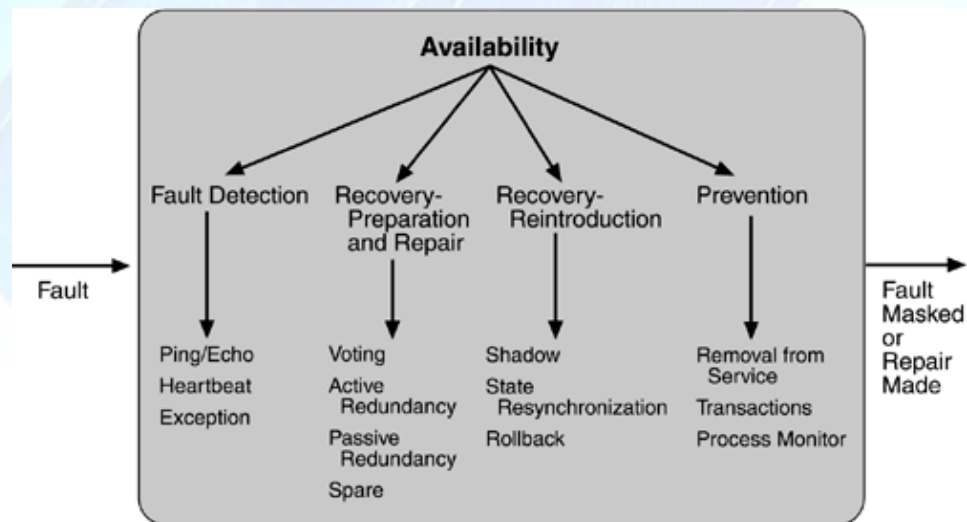 Availability
Fault Detection
Recovery-
Preparation
and Repair
Recovery-
Reintroduction
Prevention
Fault
Ping/Echo
Heartbeat
Exception
Voting
Active
Redundancy
Passive
Redundancy
Spare
Shadow
State
Resynchronization
Rollback
Removal from
Service
Transactions
Process Monitor
Fault
Masked
or
Repair
Made